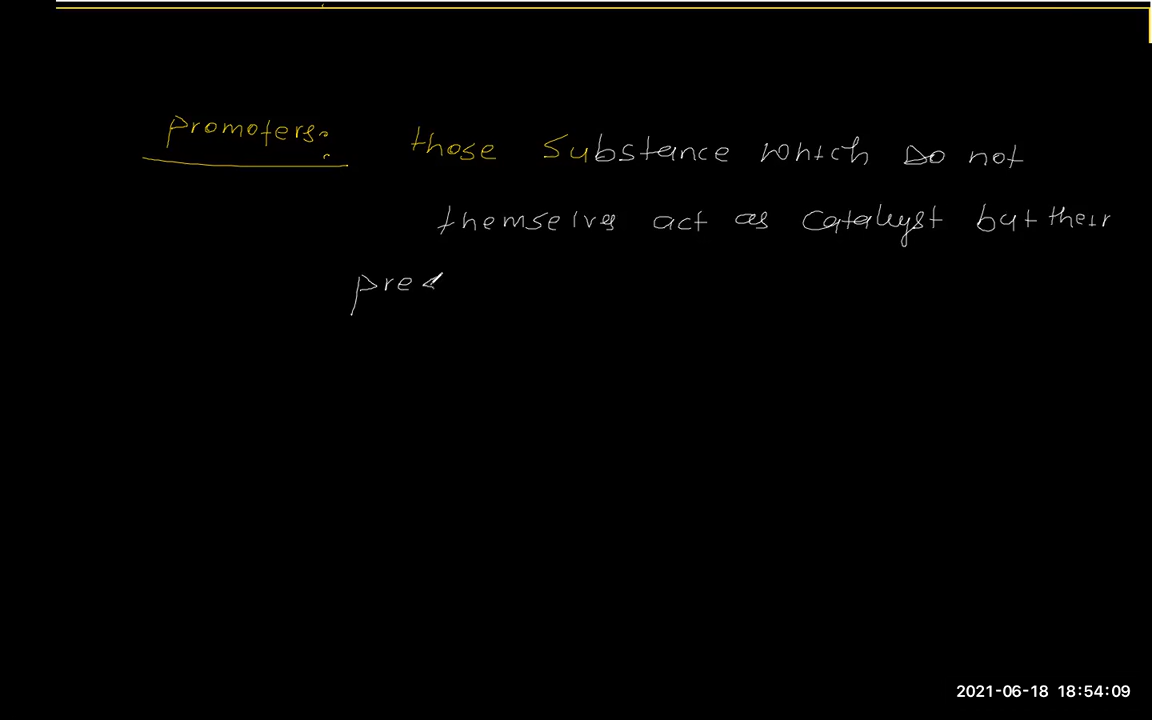 promoters: those substance which Do not
themselves act as catalyst but their
pre
2021-06-18 18:54:09